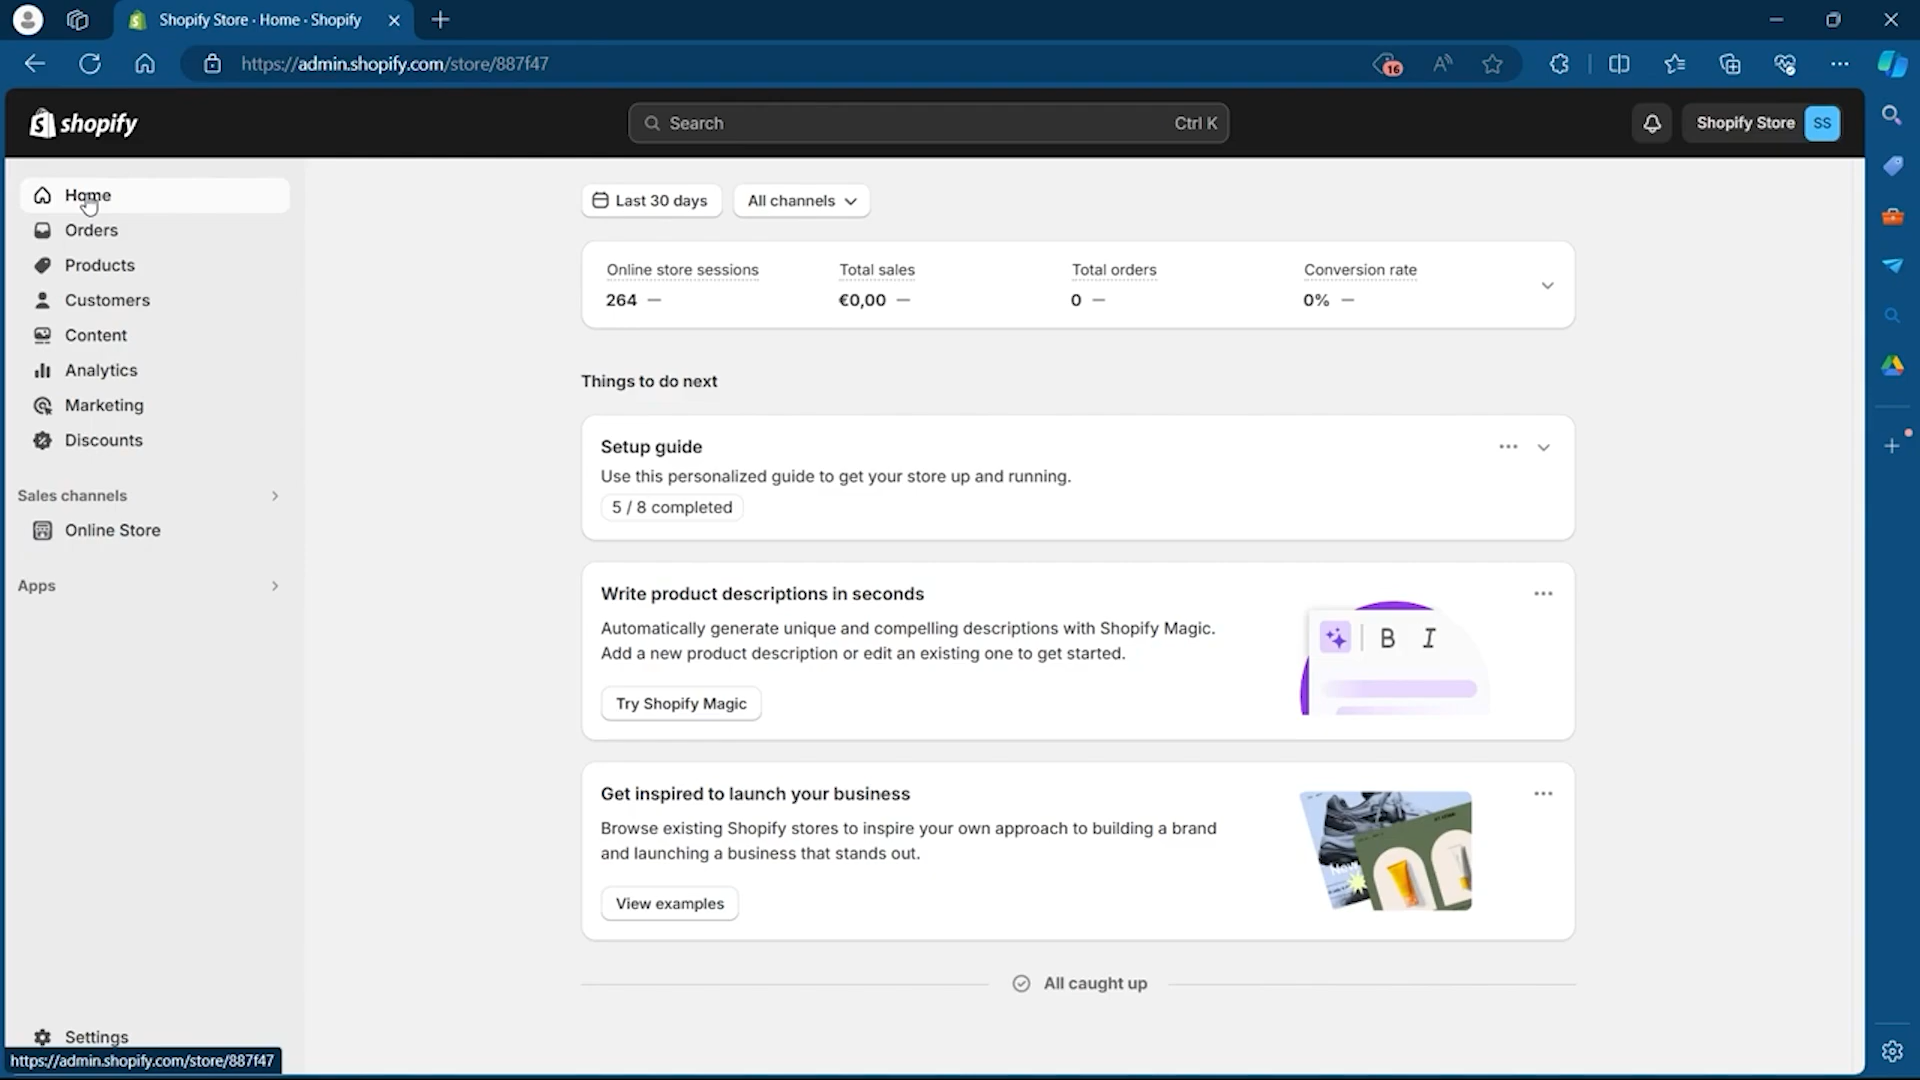 Shopify Store · Home · Shopify
https://admin.shopify.com/store/887f47
16
shopify
Search
Ctrl K
Shopify Store
SS
Home
Orders
Products
Customers
Content
Analytics
Marketing
Discounts
Sales channels
Online Store
Apps
Settings
https://admin.shopify.com/store/887f47
Last 30 days
All channels
Online store sessions
264 —
Total sales
€0,00 —
Total orders
0 —
Conversion rate
0% —
Things to do next
Setup guide
Use this personalized guide to get your store up and running.
5 / 8 completed
Write product descriptions in seconds
Automatically generate unique and compelling descriptions with Shopify Magic.
Add a new product description or edit an existing one to get started.
Try Shopify Magic
B I
Get inspired to launch your business
Browse existing Shopify stores to inspire your own approach to building a brand
and launching a business that stands out.
View examples
All caught up